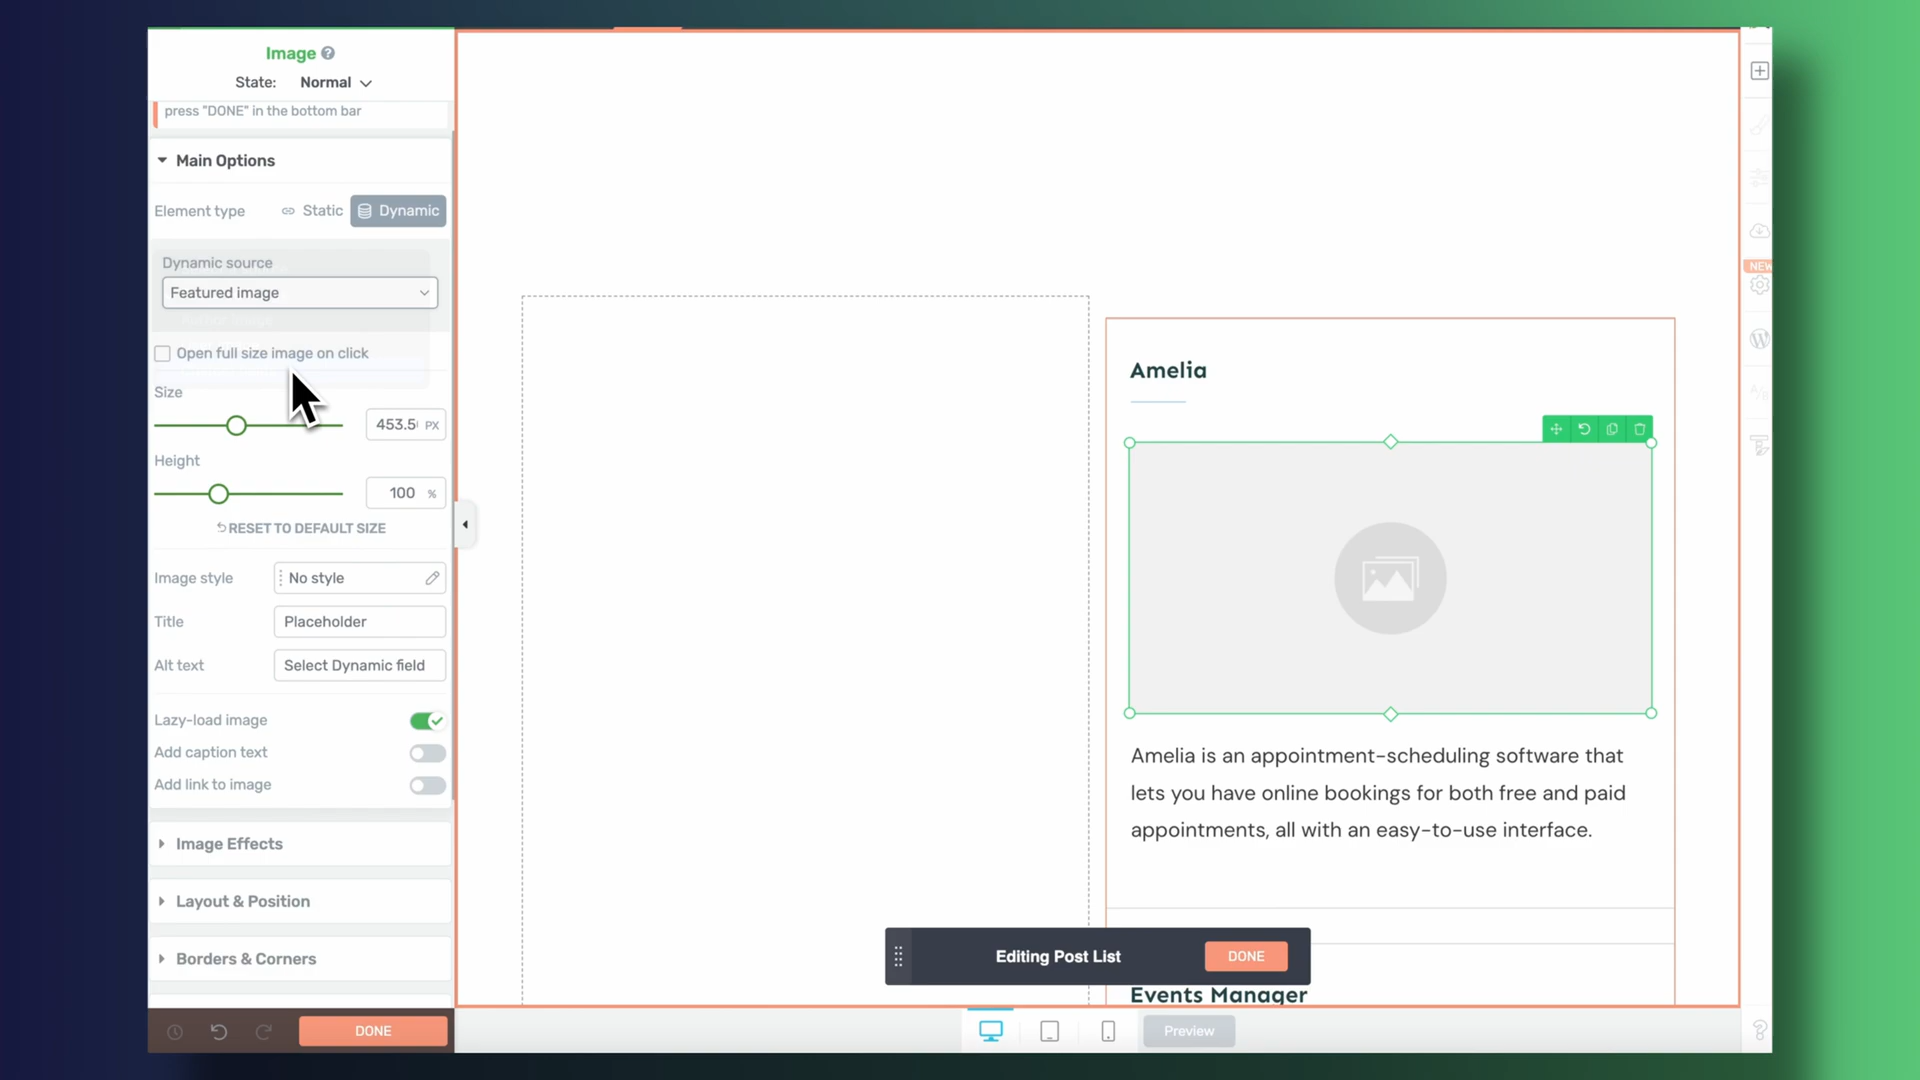 Image
State: Normal
press "DONE" in the bottom bar
Main Options
Element type Static Dynamic
Dynamic source
Featured image
Open full size image on click
Size
453.5 PX
Height
100 %
RESET TO DEFAULT SIZE
Image style No style
Title Placeholder
Alt text Select Dynamic field
Lazy-load image
Add caption text
Add link to image
Image Effects
Layout & Position
Borders & Corners
DONE
Amelia
Amelia is an appointment-scheduling software that
lets you have online bookings for both free and paid
appointments, all with an easy-to-use interface.
Editing Post List DONE
Events Manager
Preview
NEW